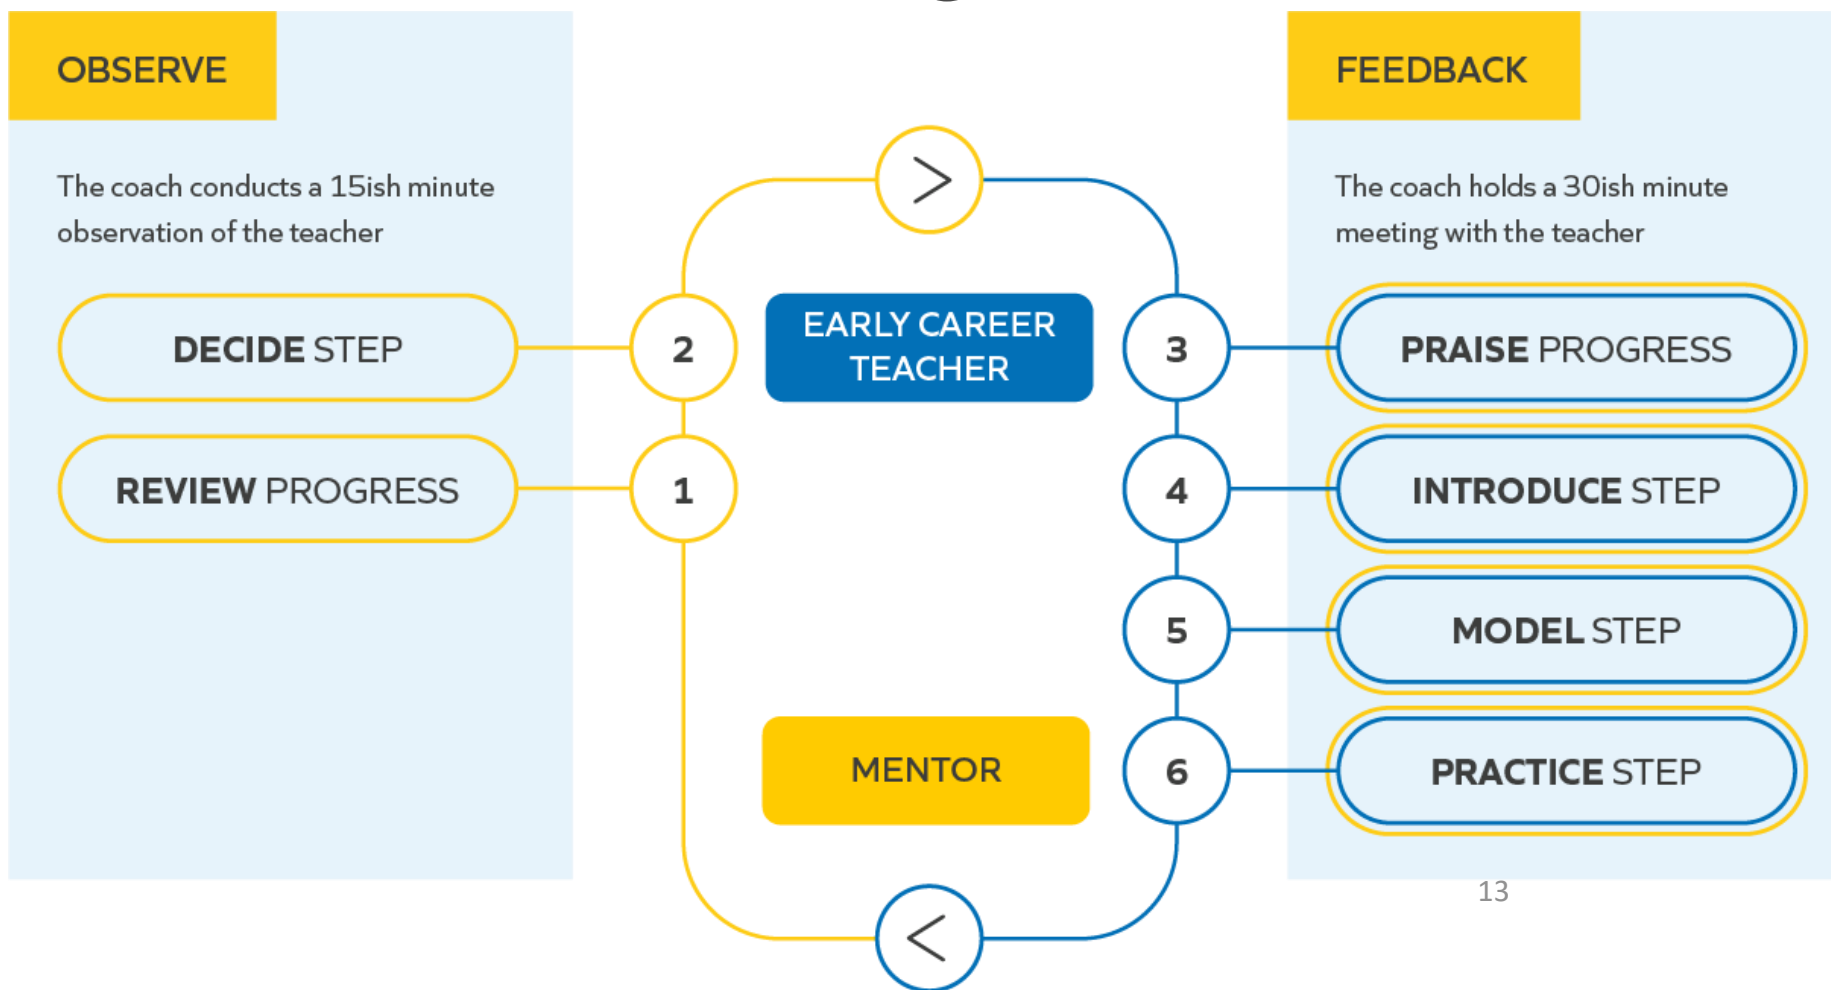 OBSERVE
The coach conducts a 15ish minute
observation of the teacher
DECIDE STEP
REVIEW PROGRESS
>
2
1
EARLY CAREER
TEACHER
MENTOR
<
3
4
5
6
FEEDBACK
The coach holds a 30ish minute
meeting with the teacher
PRAISE PROGRESS
INTRODUCE STEP
MODEL STEP
PRACTICE STEP
13